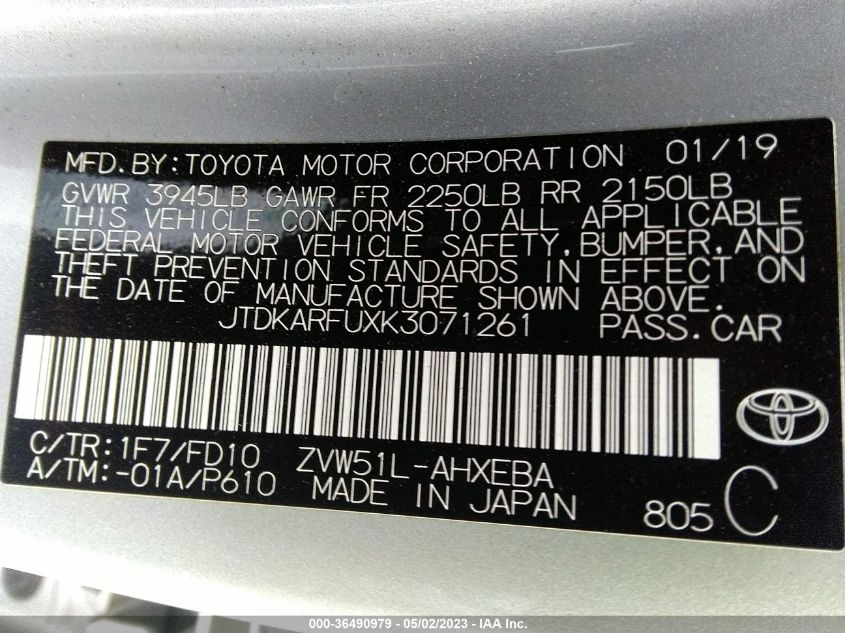 MFD.BY:TOYOTA MOTOR CORPORATION 01/19
GVWR 3945LB GAWR FR 2250LB RR 2150LB
THIS VEHICLE CONFORMS TO ALL APPLICABLE
FEDERAL MOTOR VEHICLE SAFETY,BUMPER,AND
THEFT PREVENTION STANDARDS IN EFFECT ON
THE DATE OF MANUFACTURE SHOWN ABOVE.
JTDKARFUXK3071261 PASS.CAR
C/TR:1F7/FD10 ZVW51L-AHXEBA
A/TM:-01A/P610 MADE IN JAPAN 805 C
000-36490979 - 05/02/2023 - IAA Inc.